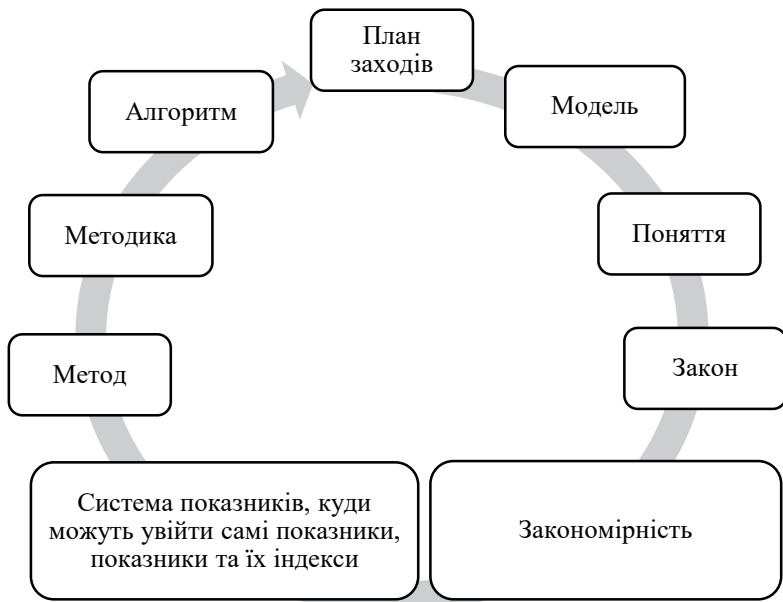 План
заходів
Модель
Поняття
Закон
Закономірність
Система показників, куди
можуть увійти самі показники,
показники та їх індекси
Метод
Методика
Алгоритм